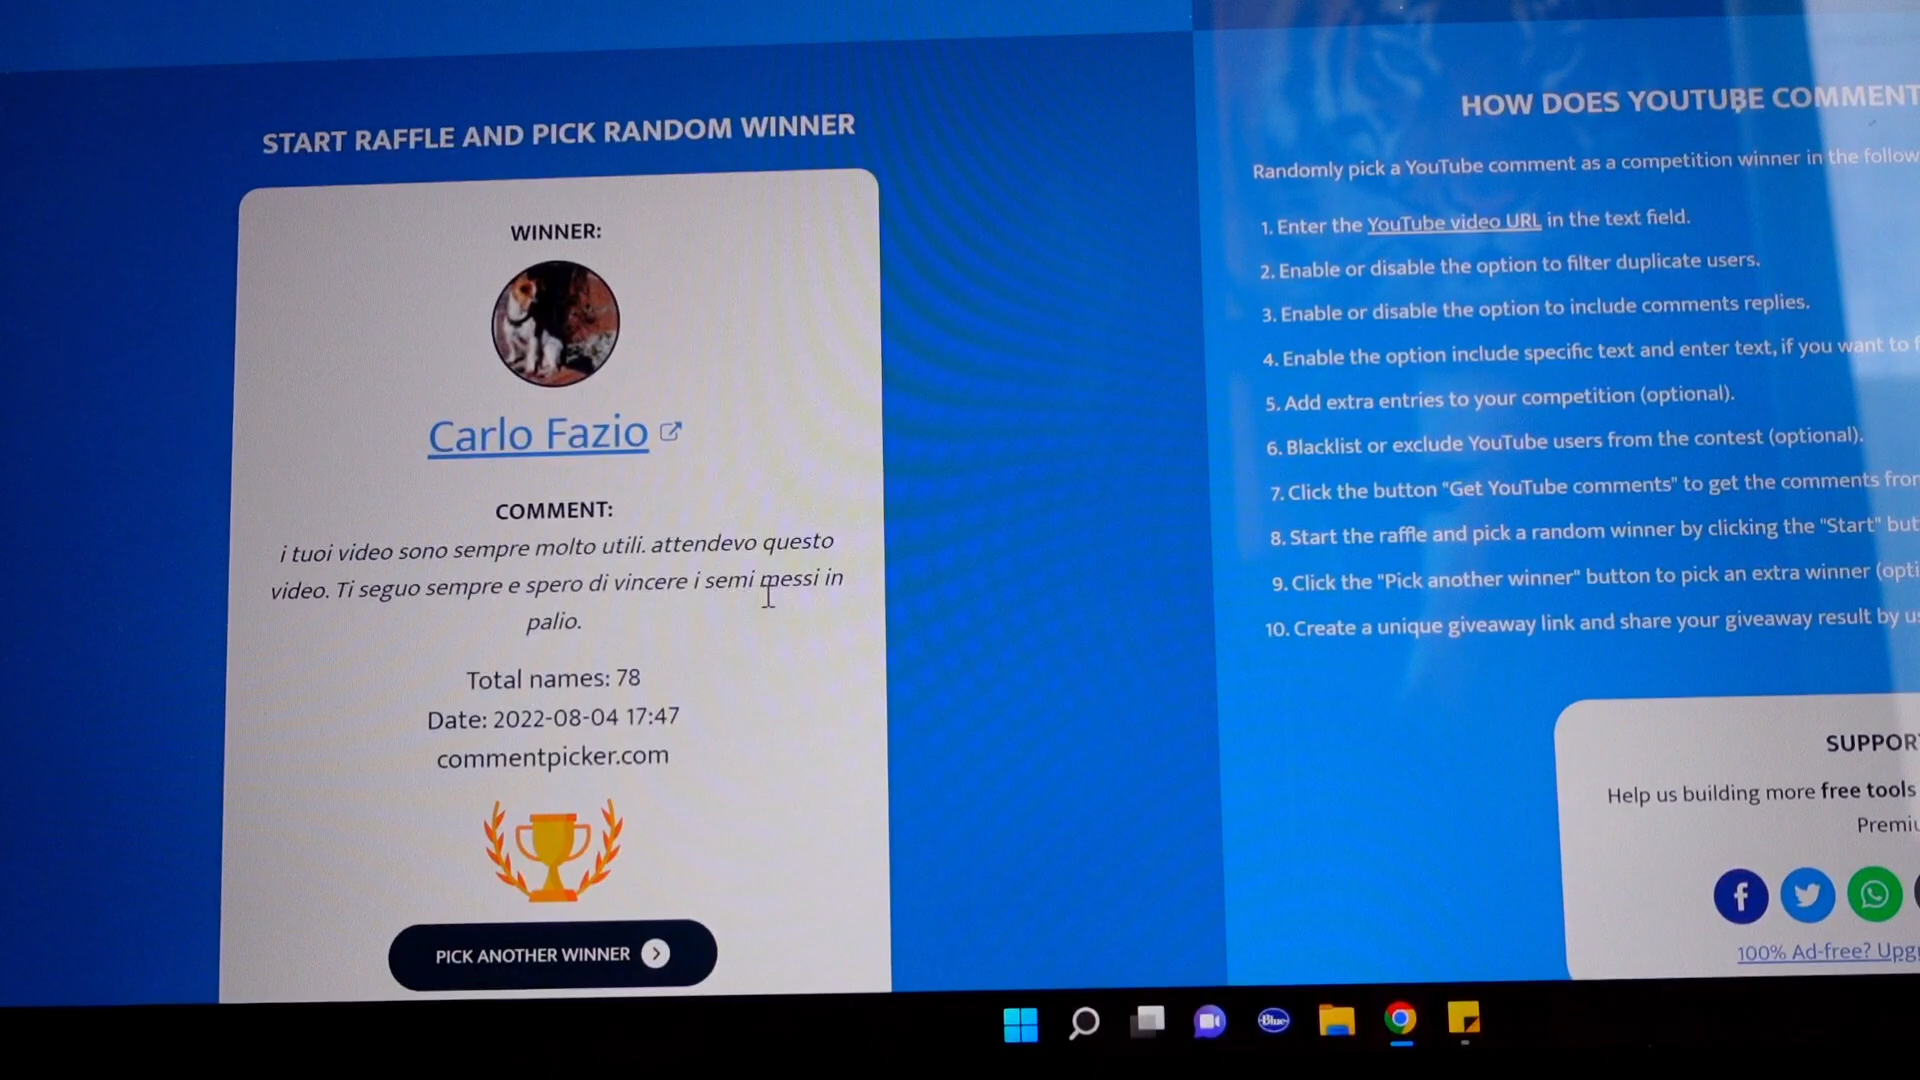 START RAFFLE AND PICK RANDOM WINNER
WINNER:
Carlo Fazio
COMMENT:
i tuoi video sono sempre molto utili. attendevo questo
video. Ti seguo sempre e spero di vincere i semi messi in
palio.
Total names: 78
Date: 2022-08-04 17:47
commentpicker.com
PICK ANOTHER WINNER
HOW DOES YOUTUBE COMMENT
Randomly pick a YouTube comment as a competition winner in the
1. Enter the YouTube video URL in the text field.
2. Enable or disable the option to filter duplicate users.
3. Enable or disable the option to include comments replies.
4. Enable the option include specific text and enter text, if you want to
5. Add extra entries to your competition (optional).
6. Blacklist or exclude YouTube users from the contest (optional).
7. Click the button "Get YouTube comments" to get the comments
8. Start the raffle and pick a random winner by clicking the "Start"
9. Click the "Pick another winner" button to pick an extra winner
10. Create a unique giveaway link and share your giveaway result by
Help us building more free tools
100% Ad-free?
Blue